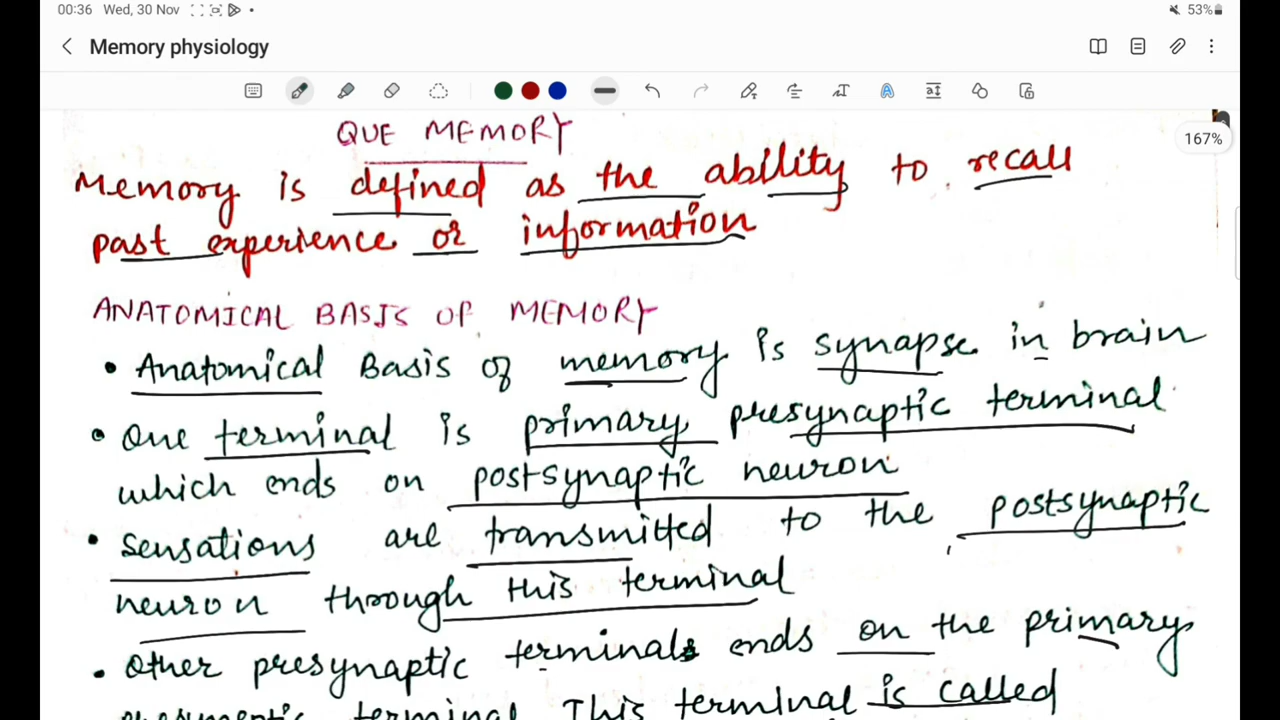 00:36 Wed, 30 Nov
53%
Memory physiology
167%
QUE MEMORY
Memory is defined as the ability to recall
past experience or information
ANATOMICAL BASIS OF MEMORY
• Anatomical Basis of memory is synapse in brain
• One terminal is primary presynaptic terminal
which ends on postsynaptic neuron
• Sensations are transmitted to the postsynaptic
neuron through this terminal
• Other presynaptic terminals ends on the primary
presynaptic terminal. This terminal is called